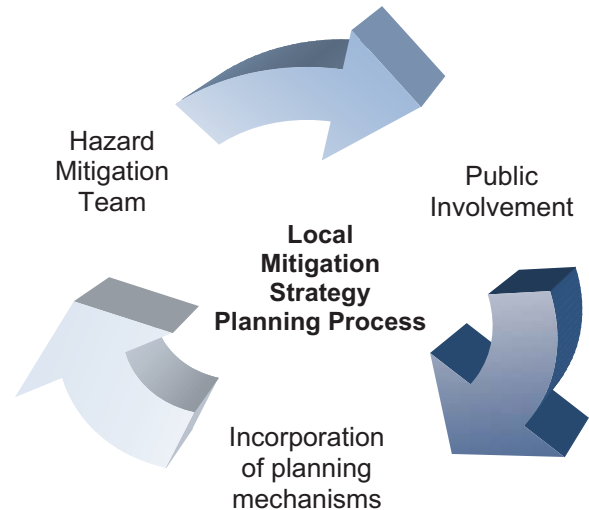 Hazard
Mitigation
Team
Public
Involvement
Local
Mitigation
Strategy
Planning Process
Incorporation
of planning
mechanisms